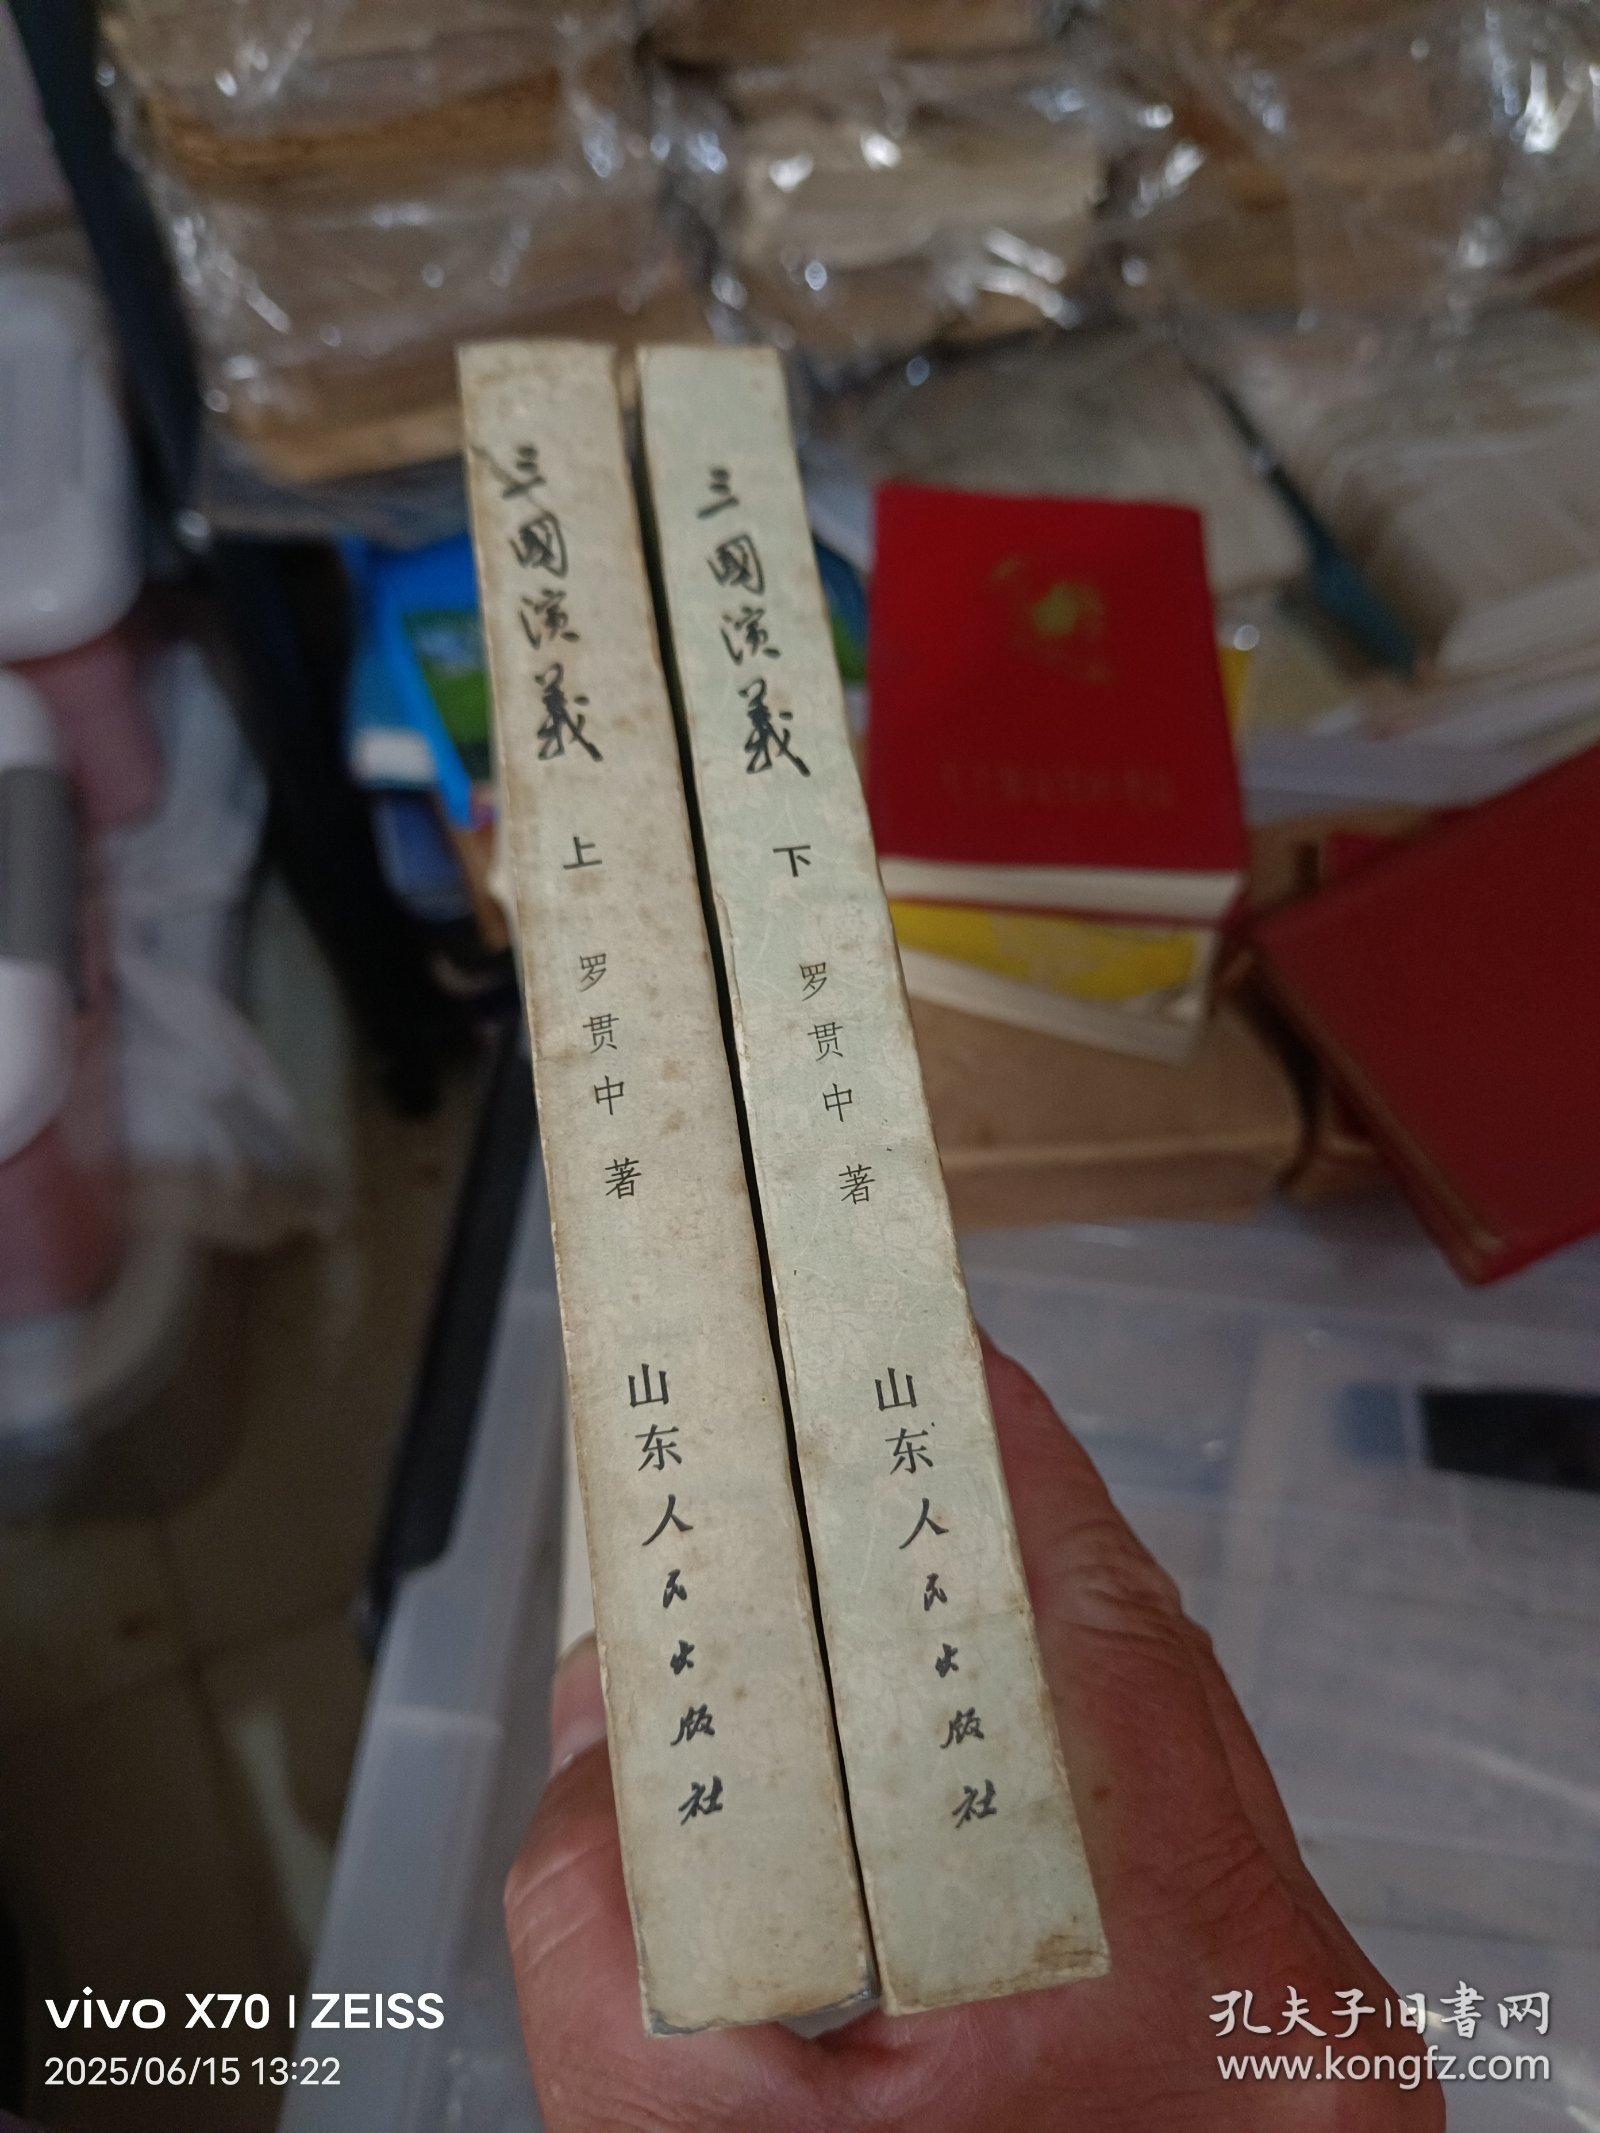 三國演義 上 罗贯中 著 山东人民出版社
三國演義 下 罗贯中 著 山东人民出版社
vivo X70 | ZEISS
2025/06/15 13:22
孔夫子旧書网
www.kongfz.com